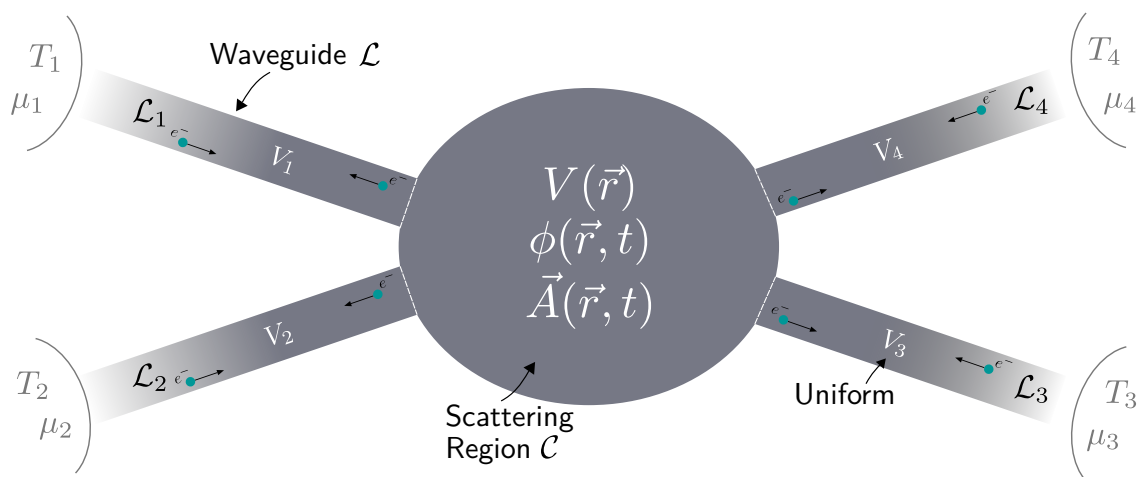 Waveguide ℒ
T₁
μ₁
ℒ₁
e⁻
V₁
e⁻
T₄
μ₄
e⁻
ℒ₄
V₄
e⁻
V(r⃗)
ϕ(r⃗, t)
A⃗(r⃗, t)
T₂
μ₂
ℒ₂
e⁻
V₂
e⁻
e⁻
V₃
e⁻
ℒ₃
T₃
μ₃
Uniform
Scattering
Region 𝒞